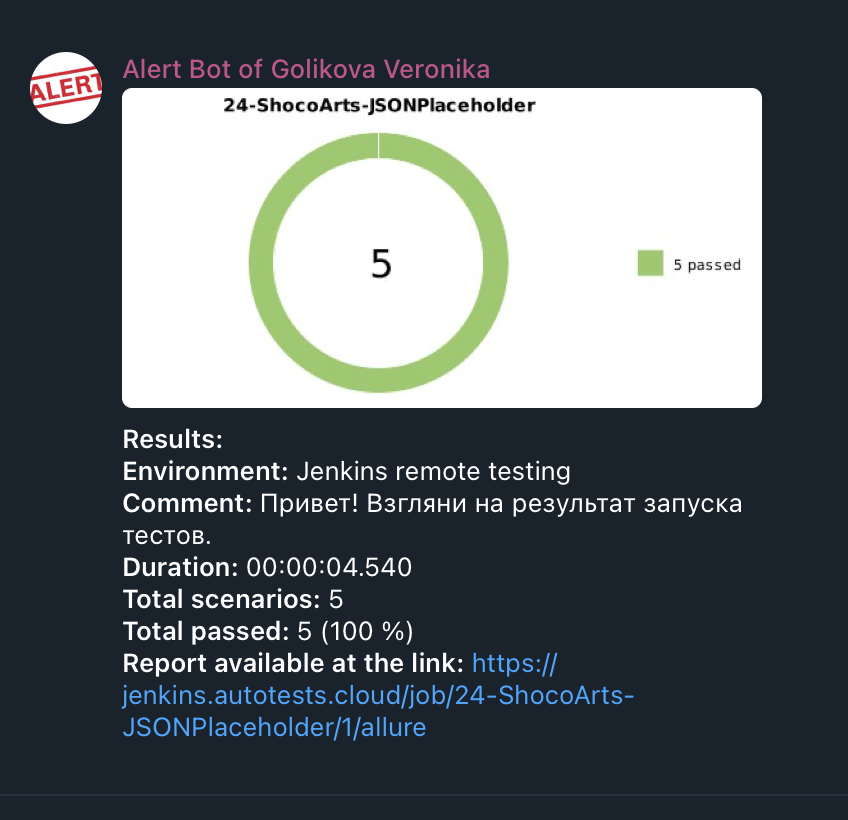 ALERT
Alert Bot of Golikova Veronika
24-ShocoArts-JSONPlaceholder
5
5 passed
Results:
Environment: Jenkins remote testing
Comment: Привет! Взгляни на результат запуска
тестов.
Duration: 00:00:04.540
Total scenarios: 5
Total passed: 5 (100 %)
Report available at the link: https://
jenkins.autotests.cloud/job/24-ShocoArts-
JSONPlaceholder/1/allure